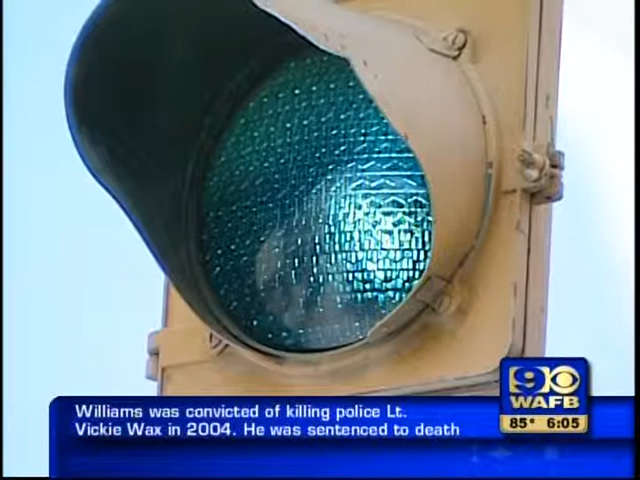 9
WAFB
85° 6:05
Williams was convicted of killing police Lt.
Vickie Wax in 2004. He was sentenced to death